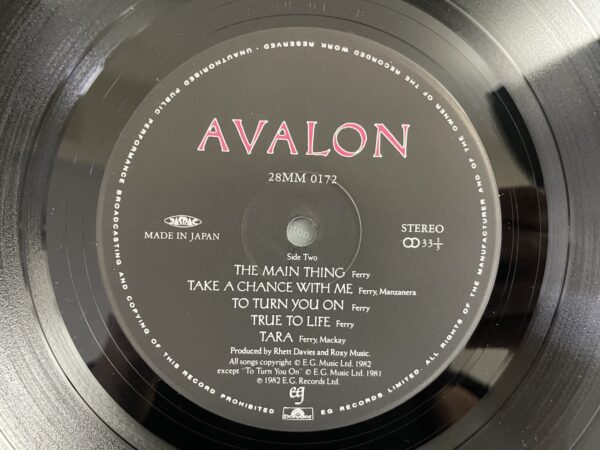 AVALON
28MM 0172
JASRAC
MADE IN JAPAN
STEREO
33⅓
Side Two
THE MAIN THING Ferry
TAKE A CHANCE WITH ME Ferry, Manzanera
TO TURN YOU ON Ferry
TRUE TO LIFE Ferry
TARA Ferry, Mackay
Produced by Rhett Davies and Roxy Music.
All songs copyright © E.G. Music Ltd. 1982
except "To Turn You On" © E.G. Music Ltd. 1981
℗ 1982 E.G. Records Ltd.
eg
Polydor
EG RECORDS LIMITED. ALL RIGHTS OF THE MANUFACTURER AND OF THE OWNER OF THE RECORDED WORK RESERVED · UNAUTHORISED PUBLIC PERFORMANCE BROADCASTING AND COPYING OF THIS RECORD PROHIBITED